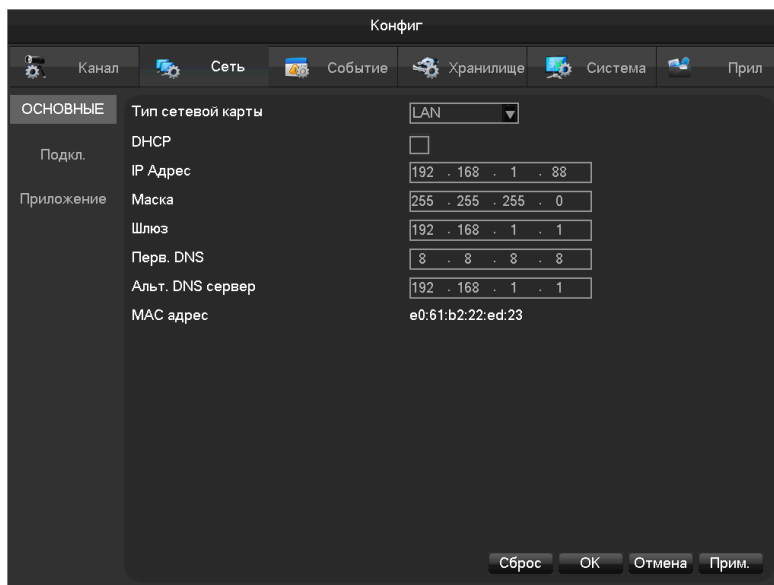 Конфиг
Канал Сеть Событие Хранилище Система Прил
ОСНОВНЫЕ
Подкл.
Приложение
Тип сетевой карты LAN
DHCP
IP Адрес 192 . 168 . 1 . 88
Маска 255 . 255 . 255 . 0
Шлюз 192 . 168 . 1 . 1
Перв. DNS 8 . 8 . 8 . 8
Альт. DNS сервер 192 . 168 . 1 . 1
MAC адрес e0:61:b2:22:ed:23
Сброс OK Отмена Прим.